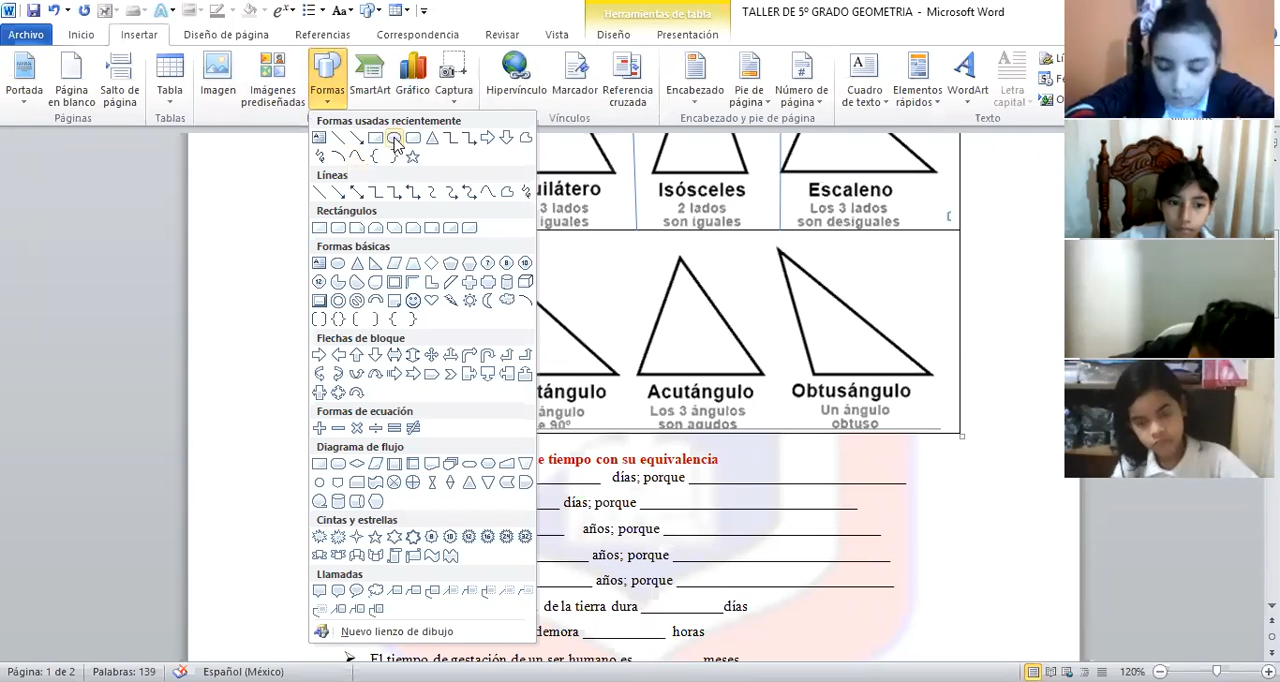 TALLER DE 5º GRADO GEOMETRIA - Microsoft Word
Herramientas de tabla
Archivo Inicio Insertar Diseño de página Referencias Correspondencia Revisar Vista Diseño Presentación
Portada Página en blanco Salto de página Tabla Imagen Imágenes prediseñadas Formas SmartArt Gráfico Captura Hipervínculo Marcador Referencia cruzada Encabezado Pie de página Número de página Cuadro de texto Elementos rápidos WordArt Letra capital
Páginas Tablas Vínculos Encabezado y pie de página Texto
Formas usadas recientemente
Líneas
Rectángulos
Formas básicas
Flechas de bloque
Formas de ecuación
Diagrama de flujo
Cintas y estrellas
Llamadas
Nuevo lienzo de dibujo
uilátero Isósceles Escaleno
3 lados 2 lados Los 3 lados
iguales son iguales son desiguales
tángulo Acutángulo Obtusángulo
ángulo Los 3 ángulos Un ángulo
e 90º son agudos obtuso
e tiempo con su equivalencia
días; porque
días; porque
años; porque
años; porque
años; porque
de la tierra dura días
demora horas
El tiempo de gestación de un ser humano es meses
Página: 1 de 2 Palabras: 139 Español (México) 120%